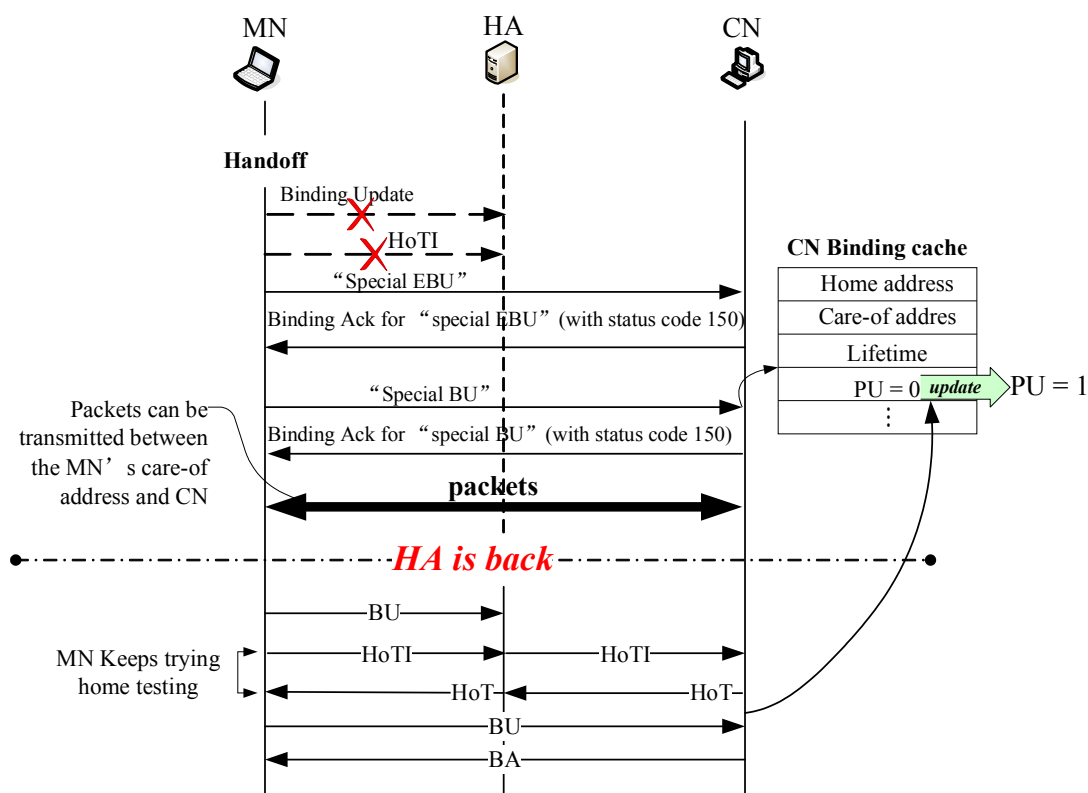 MN
HA
CN
Handoff
Binding Update
HoTI
“Special EBU”
Binding Ack for “special EBU” (with status code 150)
“Special BU”
Binding Ack for “special BU” (with status code 150)
packets
Packets can be
transmitted between
the MN’s care-of
address and CN
CN Binding cache
Home address
Care-of addres
Lifetime
PU = 0
update
PU = 1
⋮
HA is back
BU
HoTI
HoTI
MN Keeps trying
home testing
HoT
HoT
BU
BA